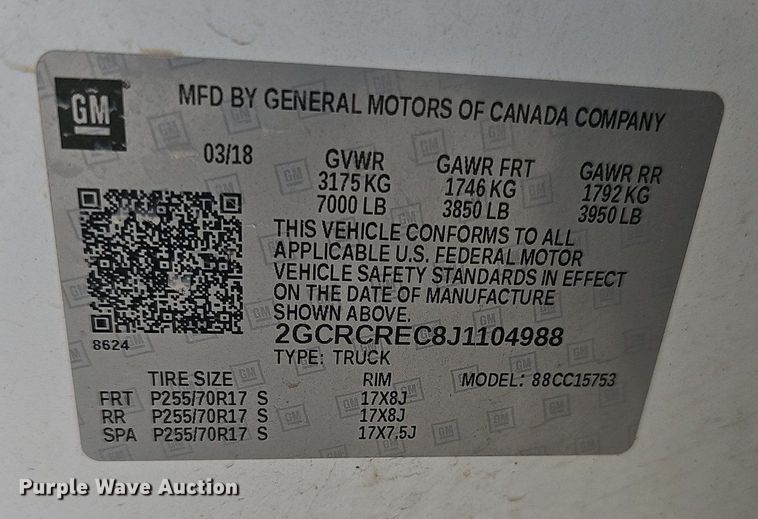 GM
MFD BY GENERAL MOTORS OF CANADA COMPANY
03/18 GVWR GAWR FRT GAWR RR
3175 KG 1746 KG 1792 KG
7000 LB 3850 LB 3950 LB
THIS VEHICLE CONFORMS TO ALL
APPLICABLE U.S. FEDERAL MOTOR
VEHICLE SAFETY STANDARDS IN EFFECT
ON THE DATE OF MANUFACTURE
SHOWN ABOVE.
8624
2GCRCREC8J1104988
TYPE: TRUCK
TIRE SIZE RIM MODEL: 88CC15753
FRT P255/70R17 S 17X8J
RR P255/70R17 S 17X8J
SPA P255/70R17 S 17X7.5J
Purple Wave Auction